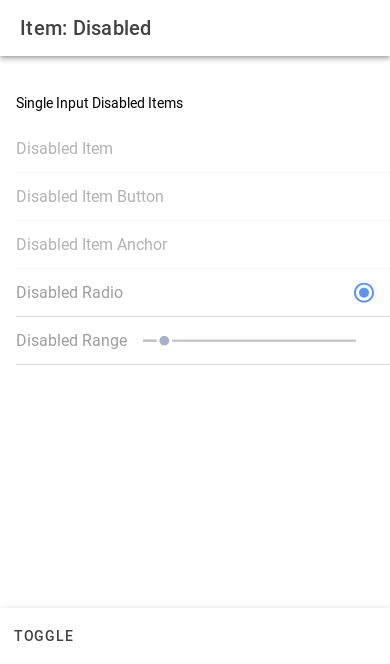 Item: Disabled
Single Input Disabled Items
Disabled Item
Disabled Item Button
Disabled Item Anchor
Disabled Radio
Disabled Range
TOGGLE